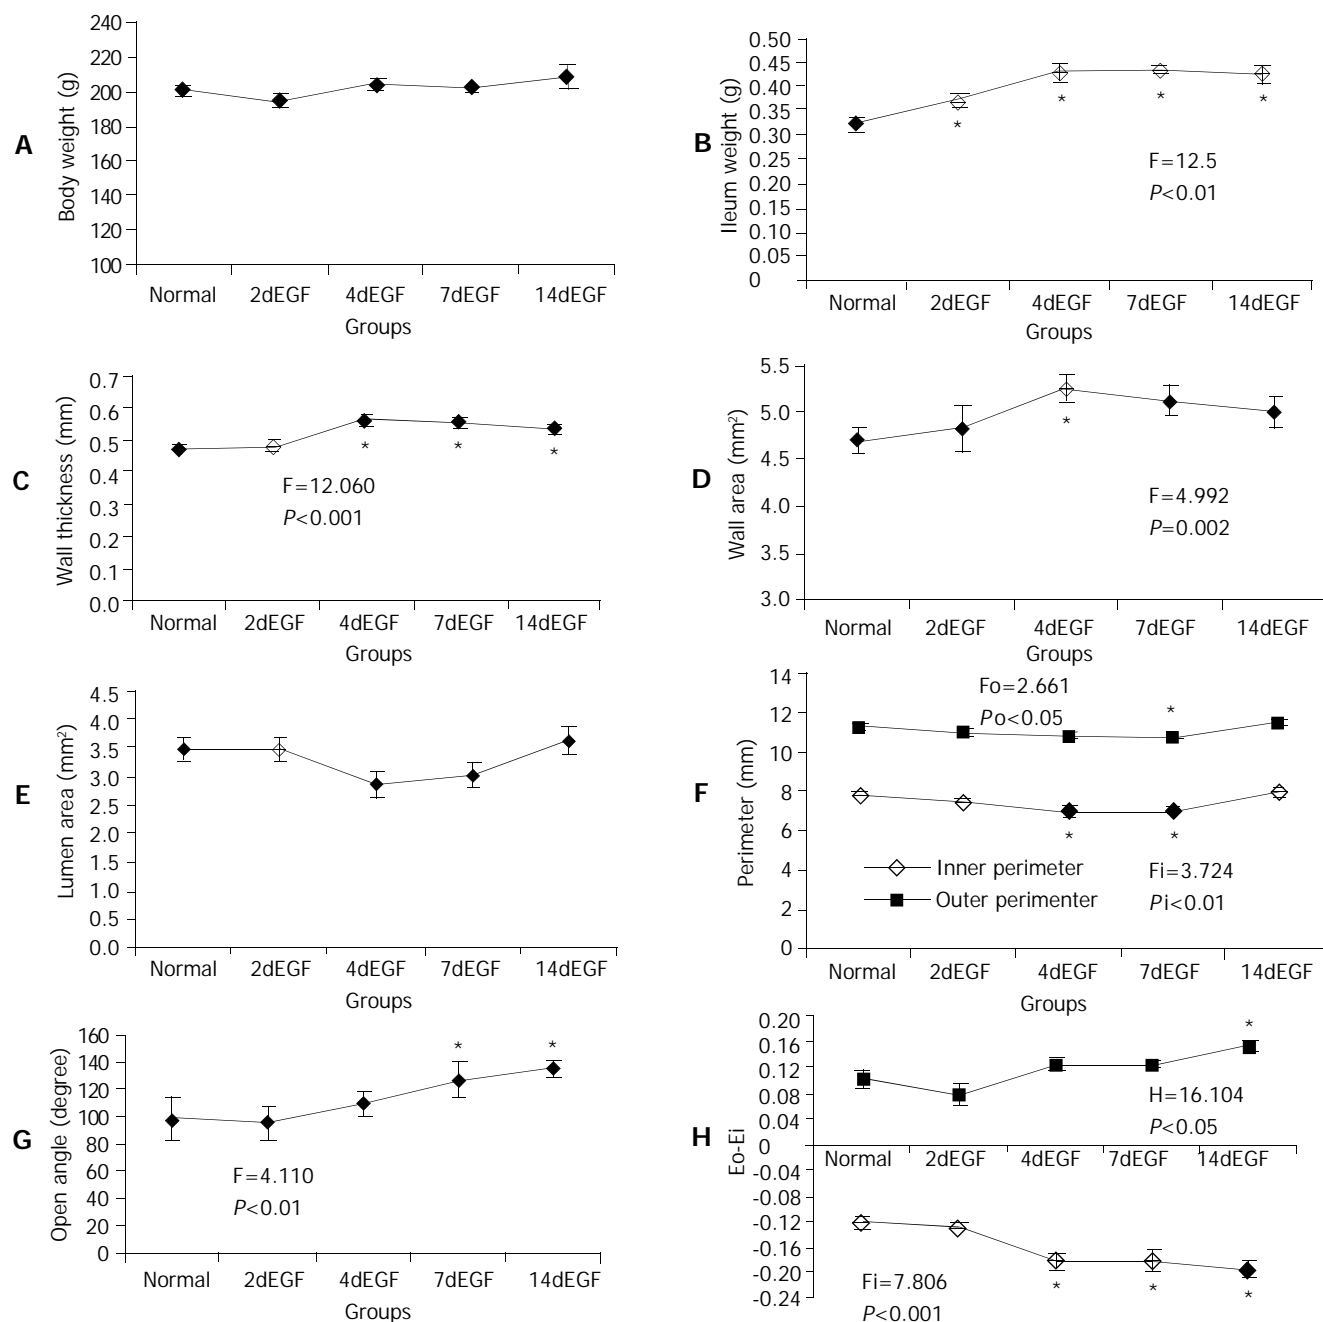 A
Body weight (g)
240
220
200
180
160
140
120
100
Normal 2dEGF 4dEGF 7dEGF 14dEGF
Groups
B
Ileum weight (g)
0.50
0.45
0.40
0.35
0.30
0.25
0.20
0.15
0.10
0.05
0
*
* * *
F=12.5
P<0.01
Normal 2dEGF 4dEGF 7dEGF 14dEGF
Groups
C
Wall thickness (mm)
0.7
0.6
0.5
0.4
0.3
0.2
0.1
0.0
* * *
F=12.060
P<0.001
Normal 2dEGF 4dEGF 7dEGF 14dEGF
Groups
D
Wall area (mm²)
5.5
5.0
4.5
4.0
3.5
3.0
*
F=4.992
P=0.002
Normal 2dEGF 4dEGF 7dEGF 14dEGF
Groups
E
Lumen area (mm²)
4.5
4.0
3.5
3.0
2.5
2.0
1.5
1.0
0.5
0.0
Normal 2dEGF 4dEGF 7dEGF 14dEGF
Groups
F
Perimeter (mm)
14
12
10
8
6
4
2
0
Fo=2.661
Po<0.05
*
* *
Inner perimeter
Outer perimenter
Fi=3.724
Pi<0.01
Normal 2dEGF 4dEGF 7dEGF 14dEGF
Groups
G
Open angle (degree)
160
140
120
100
80
60
40
20
0
* *
F=4.110
P<0.01
Normal 2dEGF 4dEGF 7dEGF 14dEGF
Groups
H
Eo-Ei
0.20
0.16
0.12
0.08
0.04
0
-0.04
-0.08
-0.12
-0.16
-0.20
-0.24
*
H=16.104
P<0.05
Normal 2dEGF 4dEGF 7dEGF 14dEGF
* * *
Fi=7.806
P<0.001